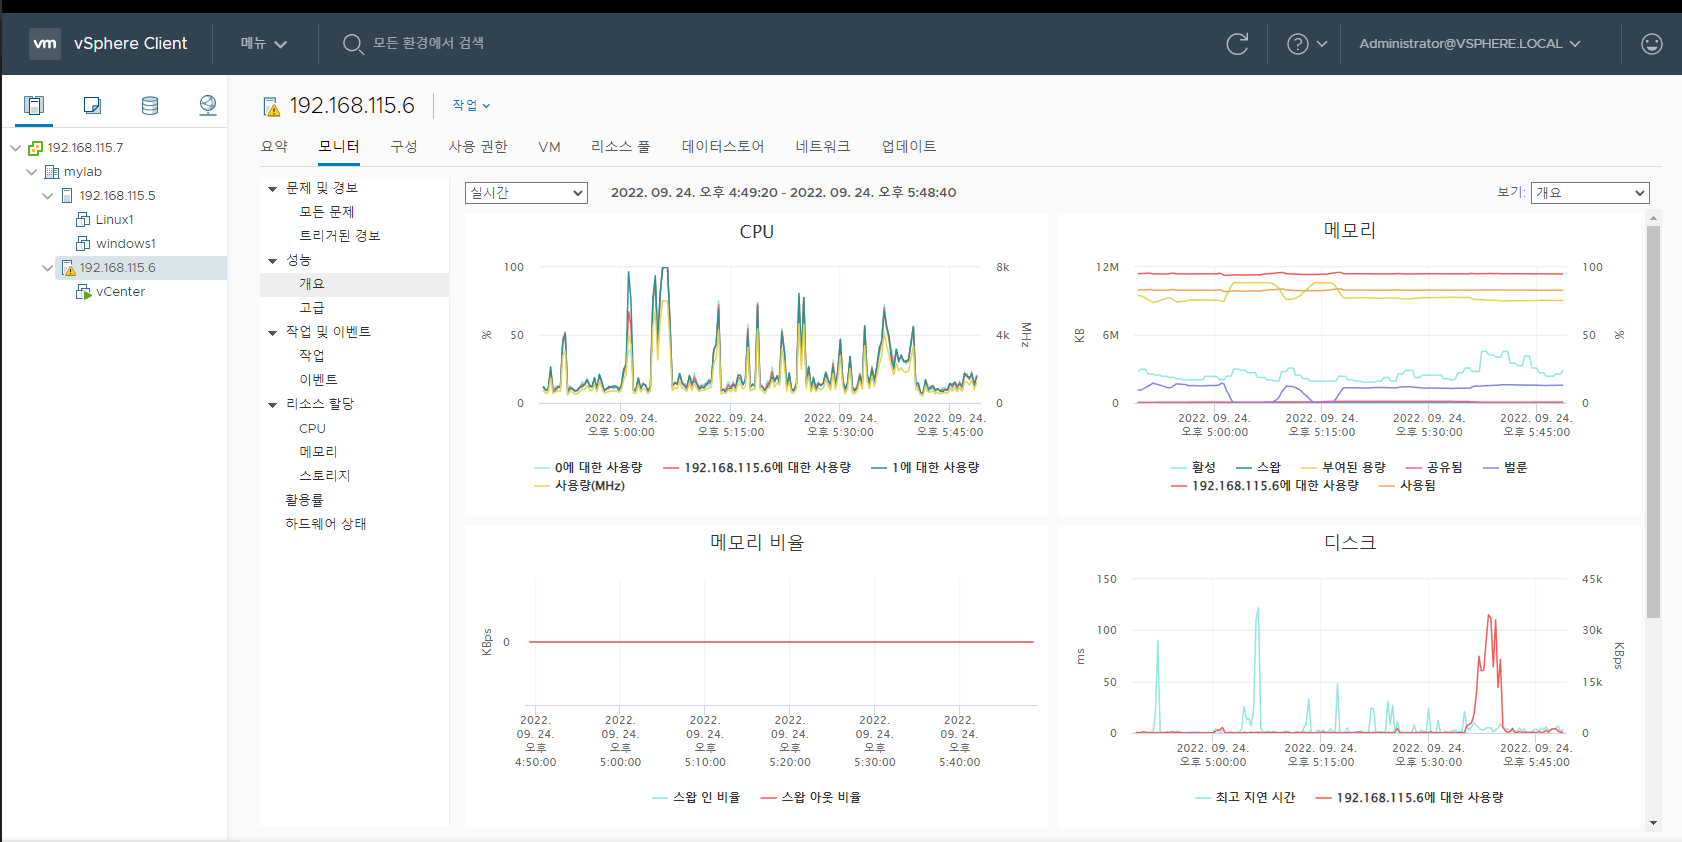 vm vSphere Client 메뉴 모든 환경에서 검색 Administrator@VSPHERE.LOCAL
192.168.115.7
mylab
192.168.115.5
Linux1
windows1
192.168.115.6
vCenter
192.168.115.6 작업
요약 모니터 구성 사용 권한 VM 리소스 풀 데이터스토어 네트워크 업데이트
문제 및 경보
모든 문제
트리거된 경보
성능
개요
고급
작업 및 이벤트
작업
이벤트
리소스 할당
CPU
메모리
스토리지
활용률
하드웨어 상태
실시간 2022. 09. 24. 오후 4:49:20 - 2022. 09. 24. 오후 5:48:40 보기: 개요
CPU
100 8k
% 50 4k MHz
0 0
2022. 09. 24. 2022. 09. 24. 2022. 09. 24. 2022. 09. 24.
오후 5:00:00 오후 5:15:00 오후 5:30:00 오후 5:45:00
0에 대한 사용량 192.168.115.6에 대한 사용량 1에 대한 사용량
사용량(MHz)
메모리
12M 100
KB 6M 50 %
0 0
2022. 09. 24. 2022. 09. 24. 2022. 09. 24. 2022. 09. 24.
오후 5:00:00 오후 5:15:00 오후 5:30:00 오후 5:45:00
활성 스왑 부여된 용량 공유됨 벌룬
192.168.115.6에 대한 사용량 사용됨
메모리 비율
KBps 0
2022. 2022. 2022. 2022. 2022. 2022.
09. 24. 09. 24. 09. 24. 09. 24. 09. 24. 09. 24.
오후 오후 오후 오후 오후 오후
4:50:00 5:00:00 5:10:00 5:20:00 5:30:00 5:40:00
스왑 인 비율 스왑 아웃 비율
디스크
150 45k
100 30k
ms KBps
50 15k
0 0
2022. 09. 24. 2022. 09. 24. 2022. 09. 24. 2022. 09. 24.
오후 5:00:00 오후 5:15:00 오후 5:30:00 오후 5:45:00
최고 지연 시간 192.168.115.6에 대한 사용량